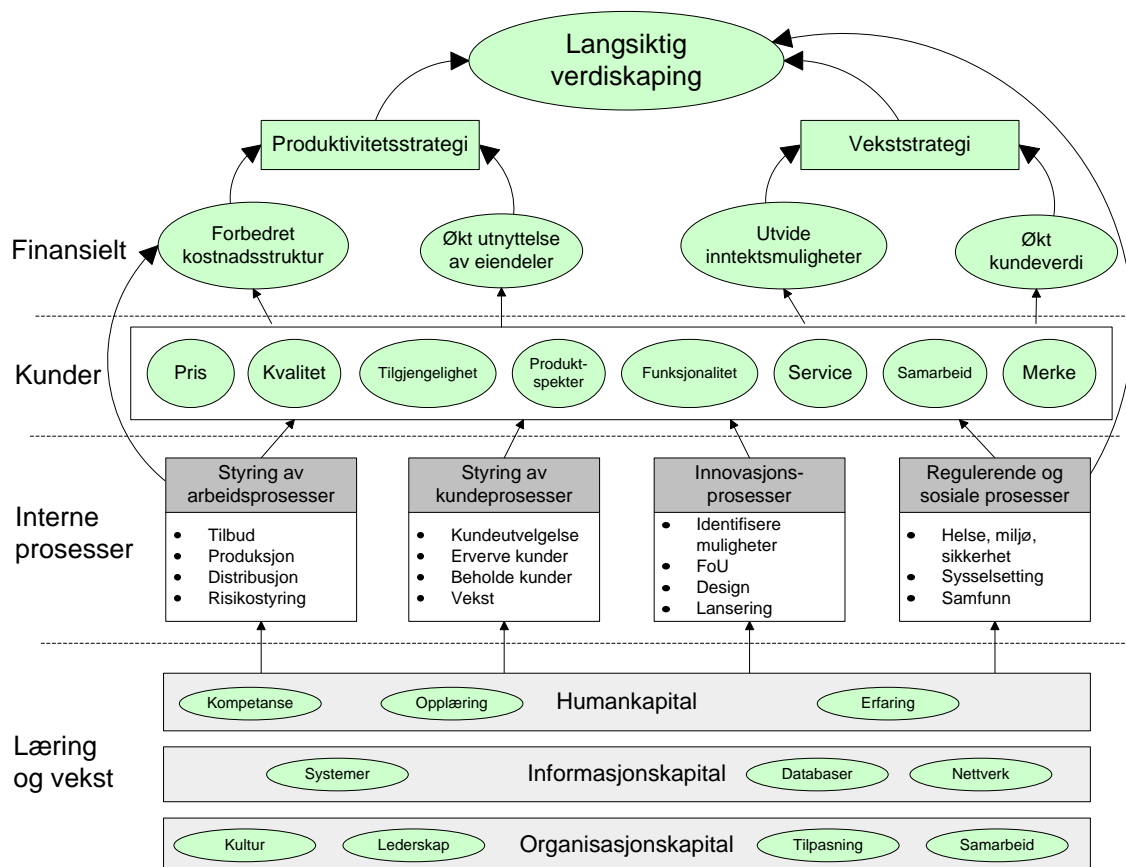 Langsiktig
verdiskaping
Produktivitetsstrategi
Vekststrategi
Finansielt
Forbedret
kostnadsstruktur
Økt utnyttelse
av eiendeler
Utvide
inntektsmuligheter
Økt
kundeverdi
Kunder
Pris
Kvalitet
Tilgjengelighet
Produkt-
spekter
Funksjonalitet
Service
Samarbeid
Merke
Interne
prosesser
Styring av
arbeidsprosesser
• Tilbud
• Produksjon
• Distribusjon
• Risikostyring
Styring av
kundeprosesser
• Kundeutvelgelse
• Erverve kunder
• Beholde kunder
• Vekst
Innovasjons-
prosesser
• Identifisere
muligheter
• FoU
• Design
• Lansering
Regulerende og
sosiale prosesser
• Helse, miljø,
sikkerhet
• Sysselsetting
• Samfunn
Læring
og vekst
Kompetanse
Opplæring
Humankapital
Erfaring
Systemer
Informasjonskapital
Databaser
Nettverk
Kultur
Lederskap
Organisasjonskapital
Tilpasning
Samarbeid